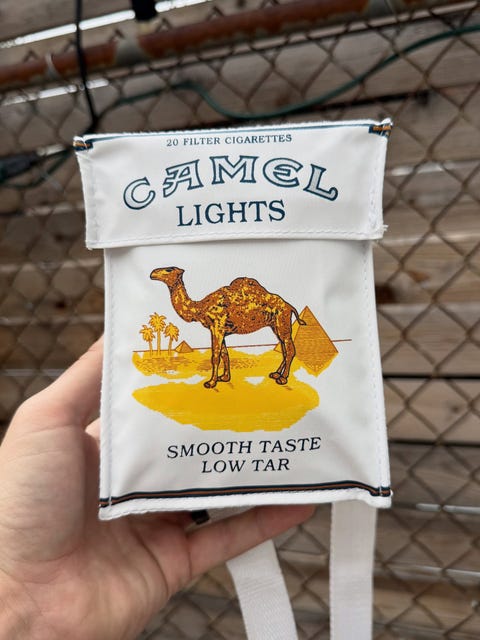 20 FILTER CIGARETTES
CAMEL
LIGHTS
SMOOTH TASTE
LOW TAR